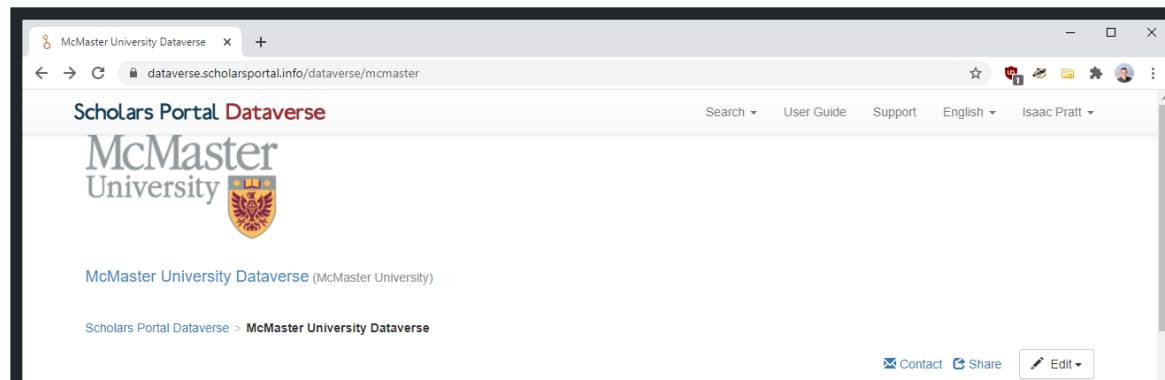 McMaster University Dataverse
dataverse.scholarsportal.info/dataverse/mcmaster
1
Scholars Portal Dataverse Search User Guide Support English Isaac Pratt
McMaster
University
McMaster University Dataverse (McMaster University)
Scholars Portal Dataverse > McMaster University Dataverse
Contact Share Edit